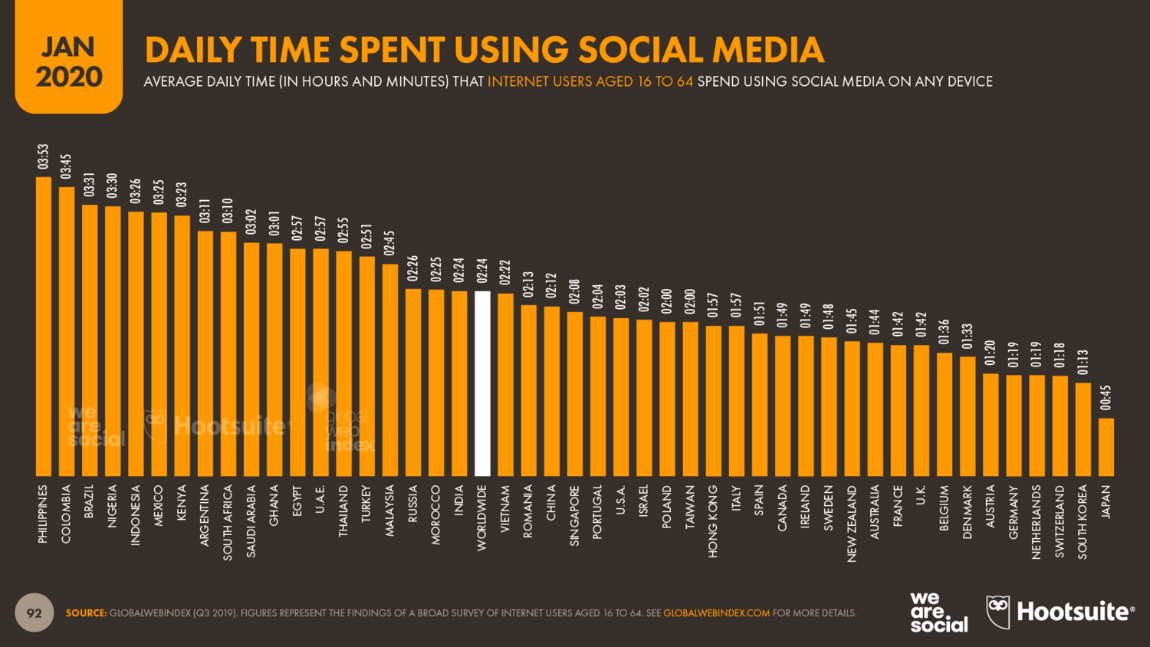 JAN
2020
DAILY TIME SPENT USING SOCIAL MEDIA
AVERAGE DAILY TIME (IN HOURS AND MINUTES) THAT INTERNET USERS AGED 16 TO 64 SPEND USING SOCIAL MEDIA ON ANY DEVICE
03:53
03:45
03:31
03:30
03:26
03:25
03:23
03:11
03:10
03:02
03:01
02:57
02:57
02:55
02:51
02:45
02:26
02:25
02:24
02:24
02:22
02:13
02:12
02:08
02:04
02:03
02:02
02:00
02:00
01:57
01:57
01:51
01:49
01:49
01:48
01:45
01:44
01:42
01:42
01:36
01:33
01:20
01:19
01:19
01:18
01:13
00:45
we
are
social
Hootsuite
global
web
index
PHILIPPINES
COLOMBIA
BRAZIL
NIGERIA
INDONESIA
MEXICO
KENYA
ARGENTINA
SOUTH AFRICA
SAUDI ARABIA
GHANA
EGYPT
U.A.E.
THAILAND
TURKEY
MALAYSIA
RUSSIA
MOROCCO
INDIA
WORLDWIDE
VIETNAM
ROMANIA
CHINA
SINGAPORE
PORTUGAL
U.S.A.
ISRAEL
POLAND
TAIWAN
HONG KONG
ITALY
SPAIN
CANADA
IRELAND
SWEDEN
NEW ZEALAND
AUSTRALIA
FRANCE
U.K.
BELGIUM
DENMARK
AUSTRIA
GERMANY
NETHERLANDS
SWITZERLAND
SOUTH KOREA
JAPAN
92
SOURCE: GLOBALWEBINDEX (Q3 2019). FIGURES REPRESENT THE FINDINGS OF A BROAD SURVEY OF INTERNET USERS AGED 16 TO 64. SEE GLOBALWEBINDEX.COM FOR MORE DETAILS.
we
are
social
Hootsuite®